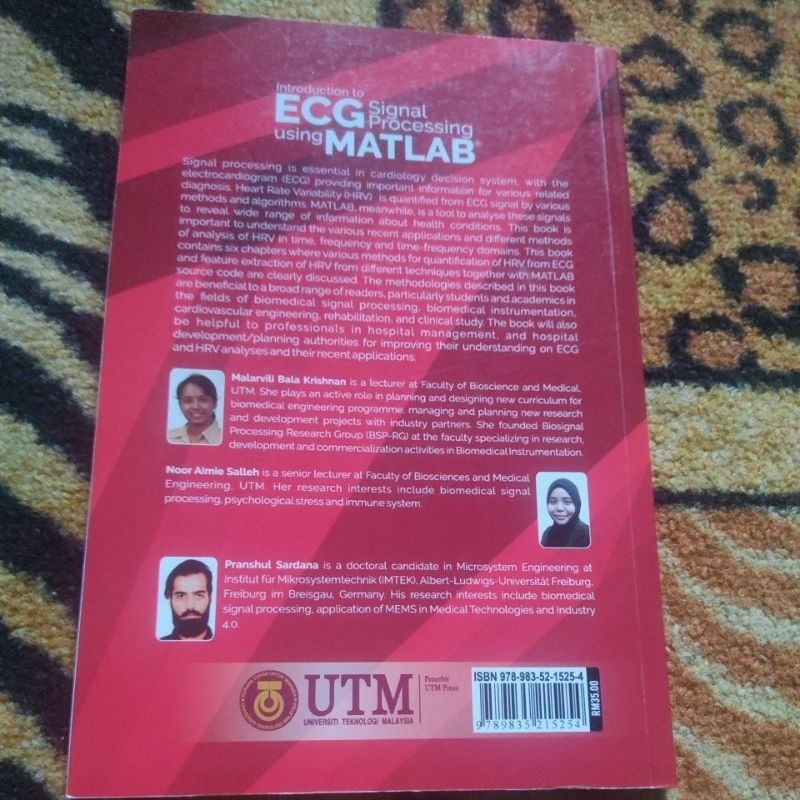 Introduction to
ECG Signal
Processing
using MATLAB®
Signal processing is essential in cardiology decision system, with the
electrocardiogram (ECG) providing important information for various related
diagnosis. Heart Rate Variability (HRV) is quantified from ECG signal by various
methods and algorithms. MATLAB, meanwhile, is a tool to analyse these signals
to reveal wide range of information about health conditions. This book is
important to understand the various recent applications and different methods
of analysis of HRV in time, frequency and time-frequency domains. This book
contains six chapters where various methods for quantification of HRV from ECG
and feature extraction of HRV from different techniques together with MATLAB
source code are clearly discussed. The methodologies described in this book
are beneficial to a broad range of readers, particularly students and academics in
the fields of biomedical signal processing, biomedical instrumentation,
cardiovascular engineering, rehabilitation, and clinical study. The book will also
be helpful to professionals in hospital management, and hospital
development/planning authorities for improving their understanding on ECG
and HRV analyses and their recent applications.
Malarvili Bala Krishnan is a lecturer at Faculty of Bioscience and Medical,
UTM. She plays an active role in planning and designing new curriculum for
biomedical engineering programme, managing and planning new research
and development projects with industry partners. She founded Biosignal
Processing Research Group (BSP-RG) at the faculty specializing in research,
development and commercialization activities in Biomedical Instrumentation.
Noor Aimie Salleh is a senior lecturer at Faculty of Biosciences and Medical
Engineering, UTM. Her research interests include biomedical signal
processing, psychological stress and immune system.
Pranshul Sardana is a doctoral candidate in Microsystem Engineering at
Institut für Mikrosystemtechnik (IMTEK), Albert-Ludwigs-Universität Freiburg,
Freiburg im Breisgau, Germany. His research interests include biomedical
signal processing, application of MEMS in Medical Technologies and Industry
4.0.
UTM
UNIVERSITI TEKNOLOGI MALAYSIA
Penerbit
UTM Press
ISBN 978-983-52-1525-4
9 789835 215254
RM35.00